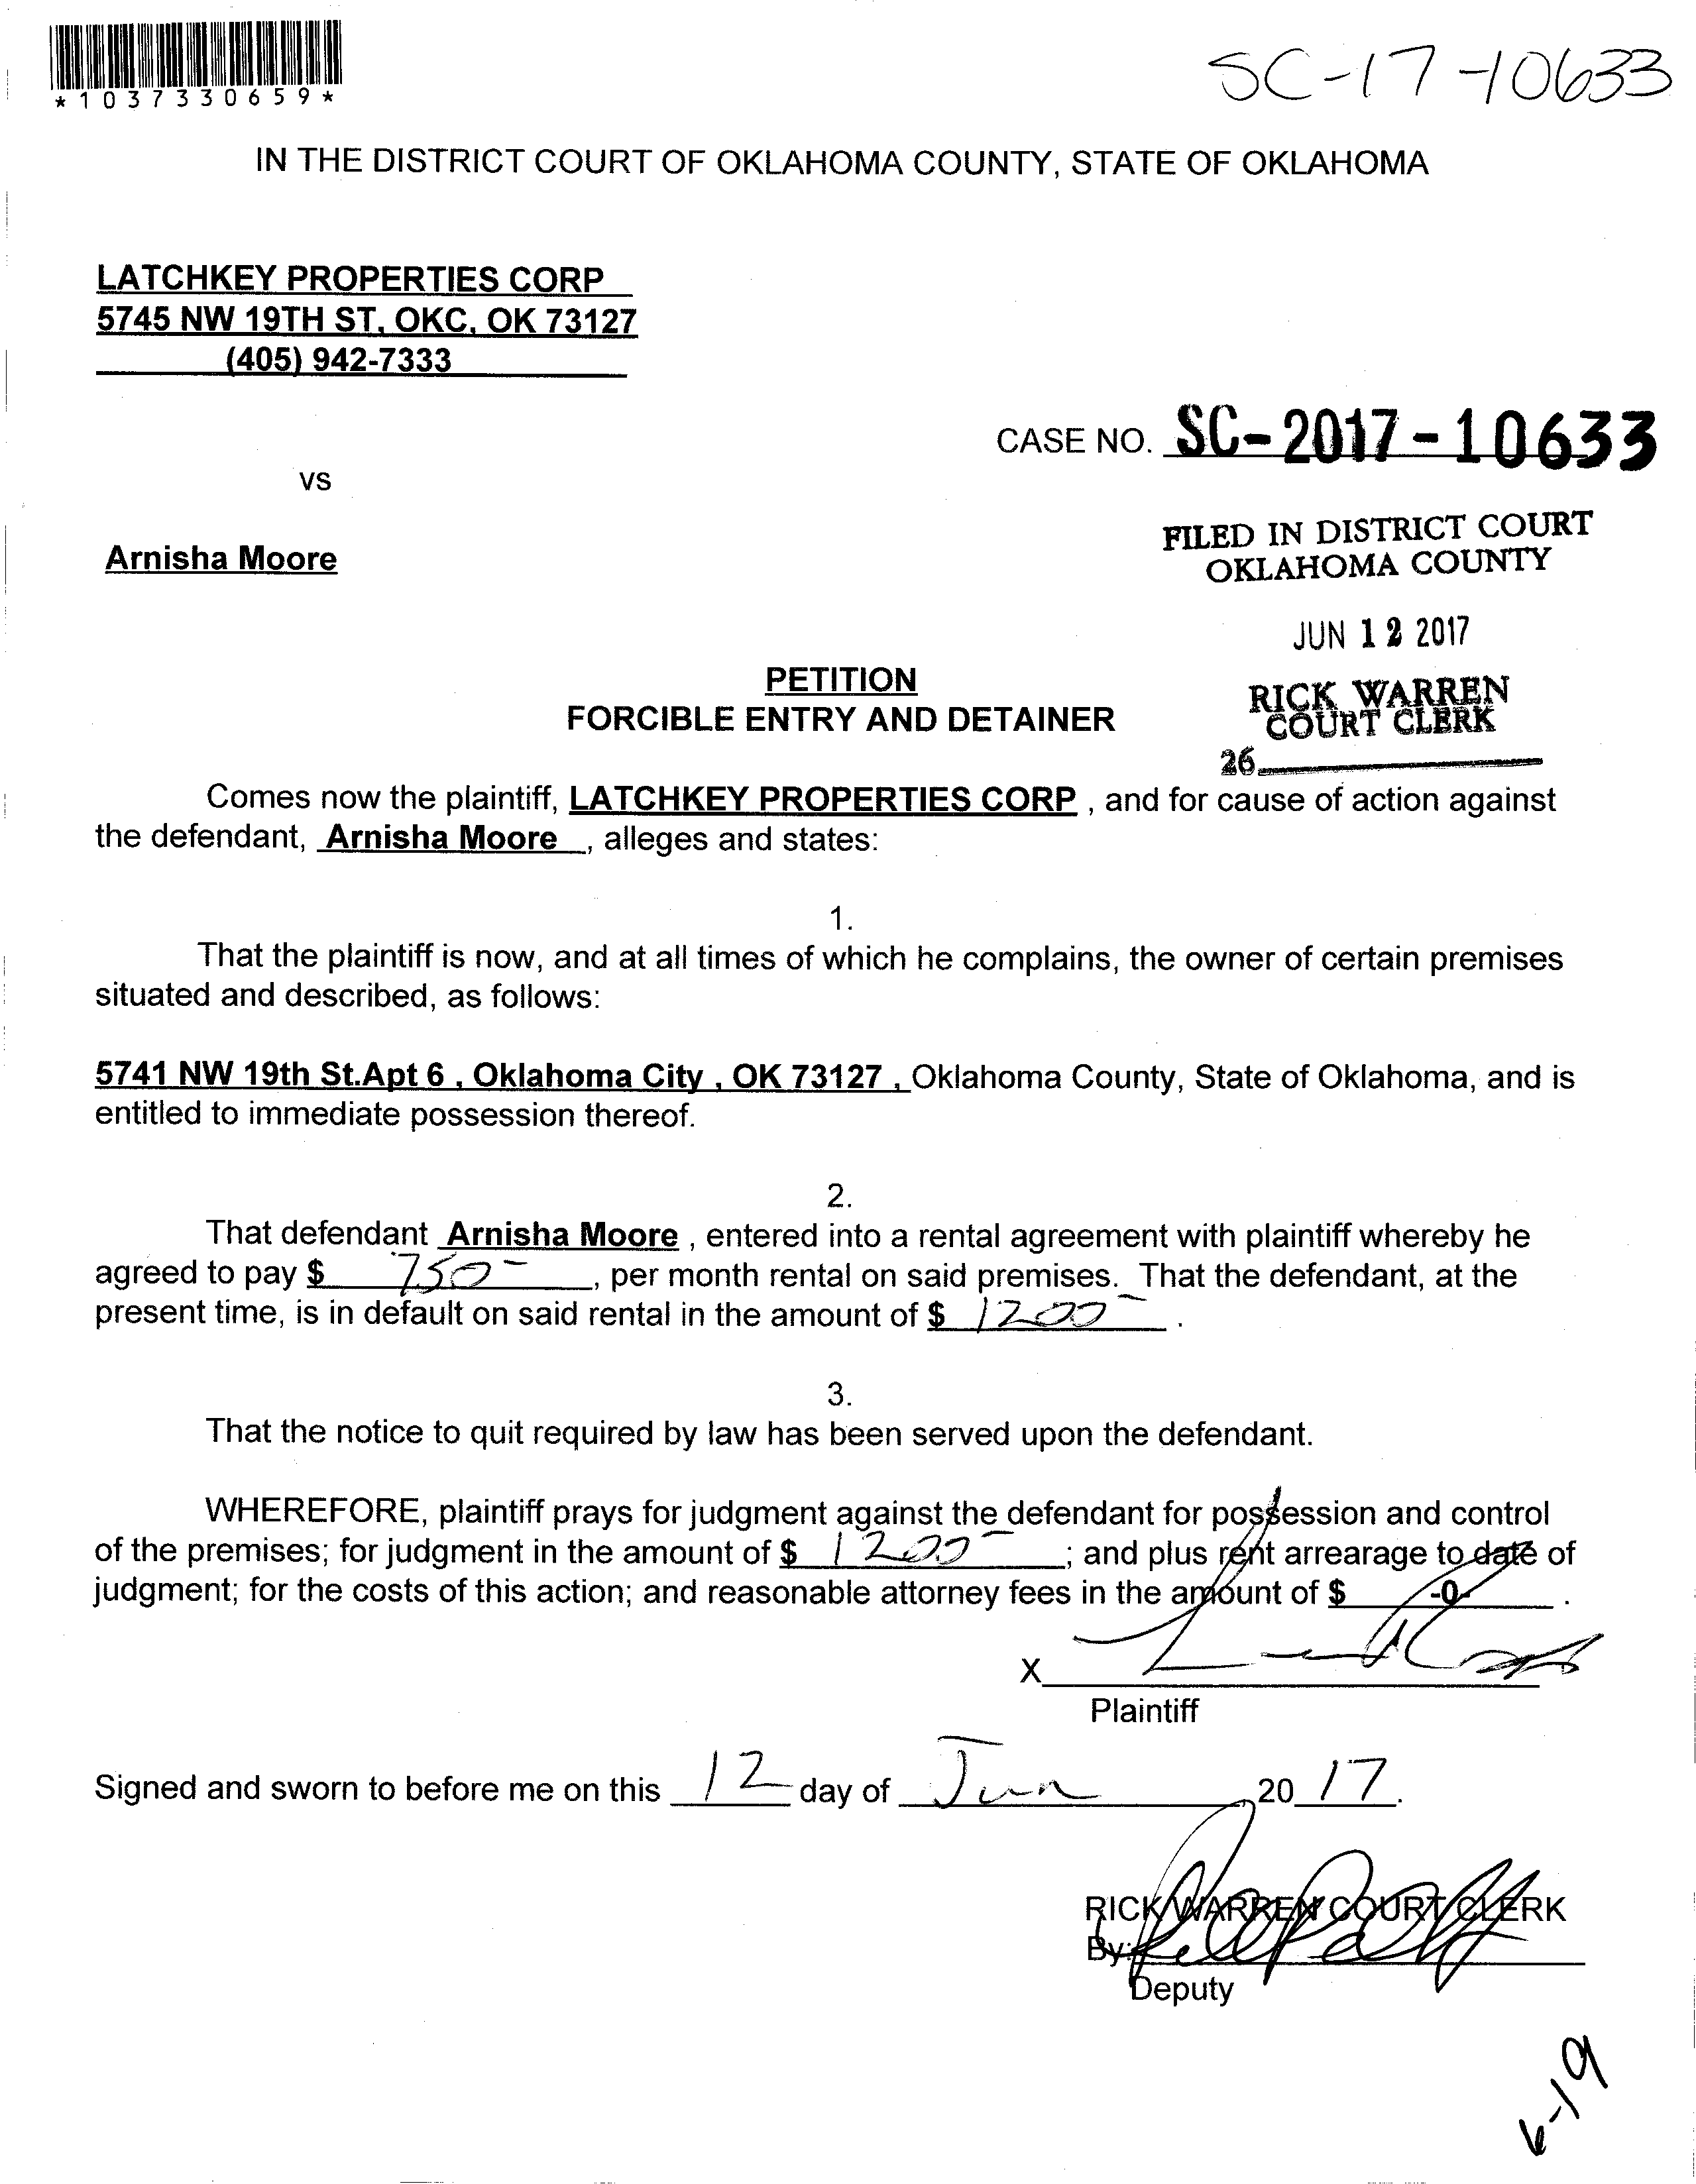 *1037330659*
SC-17-10633
IN THE DISTRICT COURT OF OKLAHOMA COUNTY, STATE OF OKLAHOMA
LATCHKEY PROPERTIES CORP
5745 NW 19TH ST, OKC, OK 73127
(405) 942-7333
CASE NO. SC-2017-10633
vs
FILED IN DISTRICT COURT
OKLAHOMA COUNTY
Arnisha Moore
JUN 12 2017
PETITION
FORCIBLE ENTRY AND DETAINER
RICK WARREN
COURT CLERK
26
Comes now the plaintiff, LATCHKEY PROPERTIES CORP , and for cause of action against
the defendant, Arnisha Moore , alleges and states:
1.
That the plaintiff is now, and at all times of which he complains, the owner of certain premises
situated and described, as follows:
5741 NW 19th St.Apt 6 , Oklahoma City , OK 73127 , Oklahoma County, State of Oklahoma, and is
entitled to immediate possession thereof.
2.
That defendant Arnisha Moore , entered into a rental agreement with plaintiff whereby he
agreed to pay $ 750- , per month rental on said premises. That the defendant, at the
present time, is in default on said rental in the amount of $ 1200- .
3.
That the notice to quit required by law has been served upon the defendant.
WHEREFORE, plaintiff prays for judgment against the defendant for possession and control
of the premises; for judgment in the amount of $ 1200- ; and plus rent arrearage to date of
judgment; for the costs of this action; and reasonable attorney fees in the amount of $ -0- .
X
Plaintiff
Signed and sworn to before me on this 12 day of Jun , 20 17.
RICK WARREN COURT CLERK
By:
Deputy
6-19